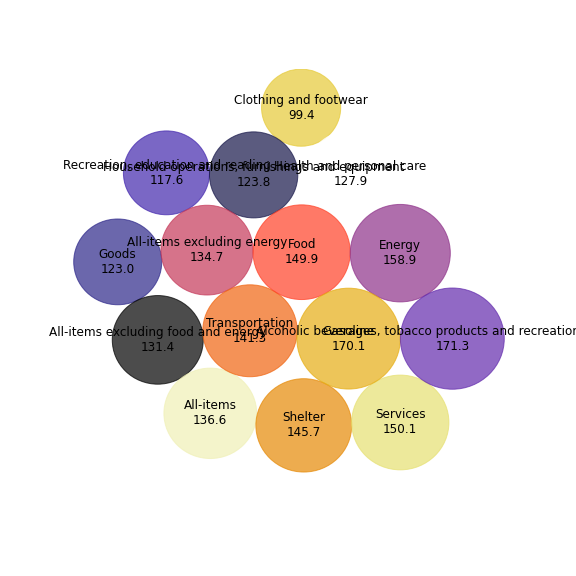 Clothing and footwear
99.4
Recreation, education and reading
117.6
Household operations, furnishings and equipment
123.8
Health and personal care
127.9
Goods
123.0
All-items excluding energy
134.7
Food
149.9
Energy
158.9
All-items excluding food and energy
131.4
Transportation
141.3
Gasoline
170.1
Alcoholic beverages, tobacco products and recreation
171.3
All-items
136.6
Shelter
145.7
Services
150.1